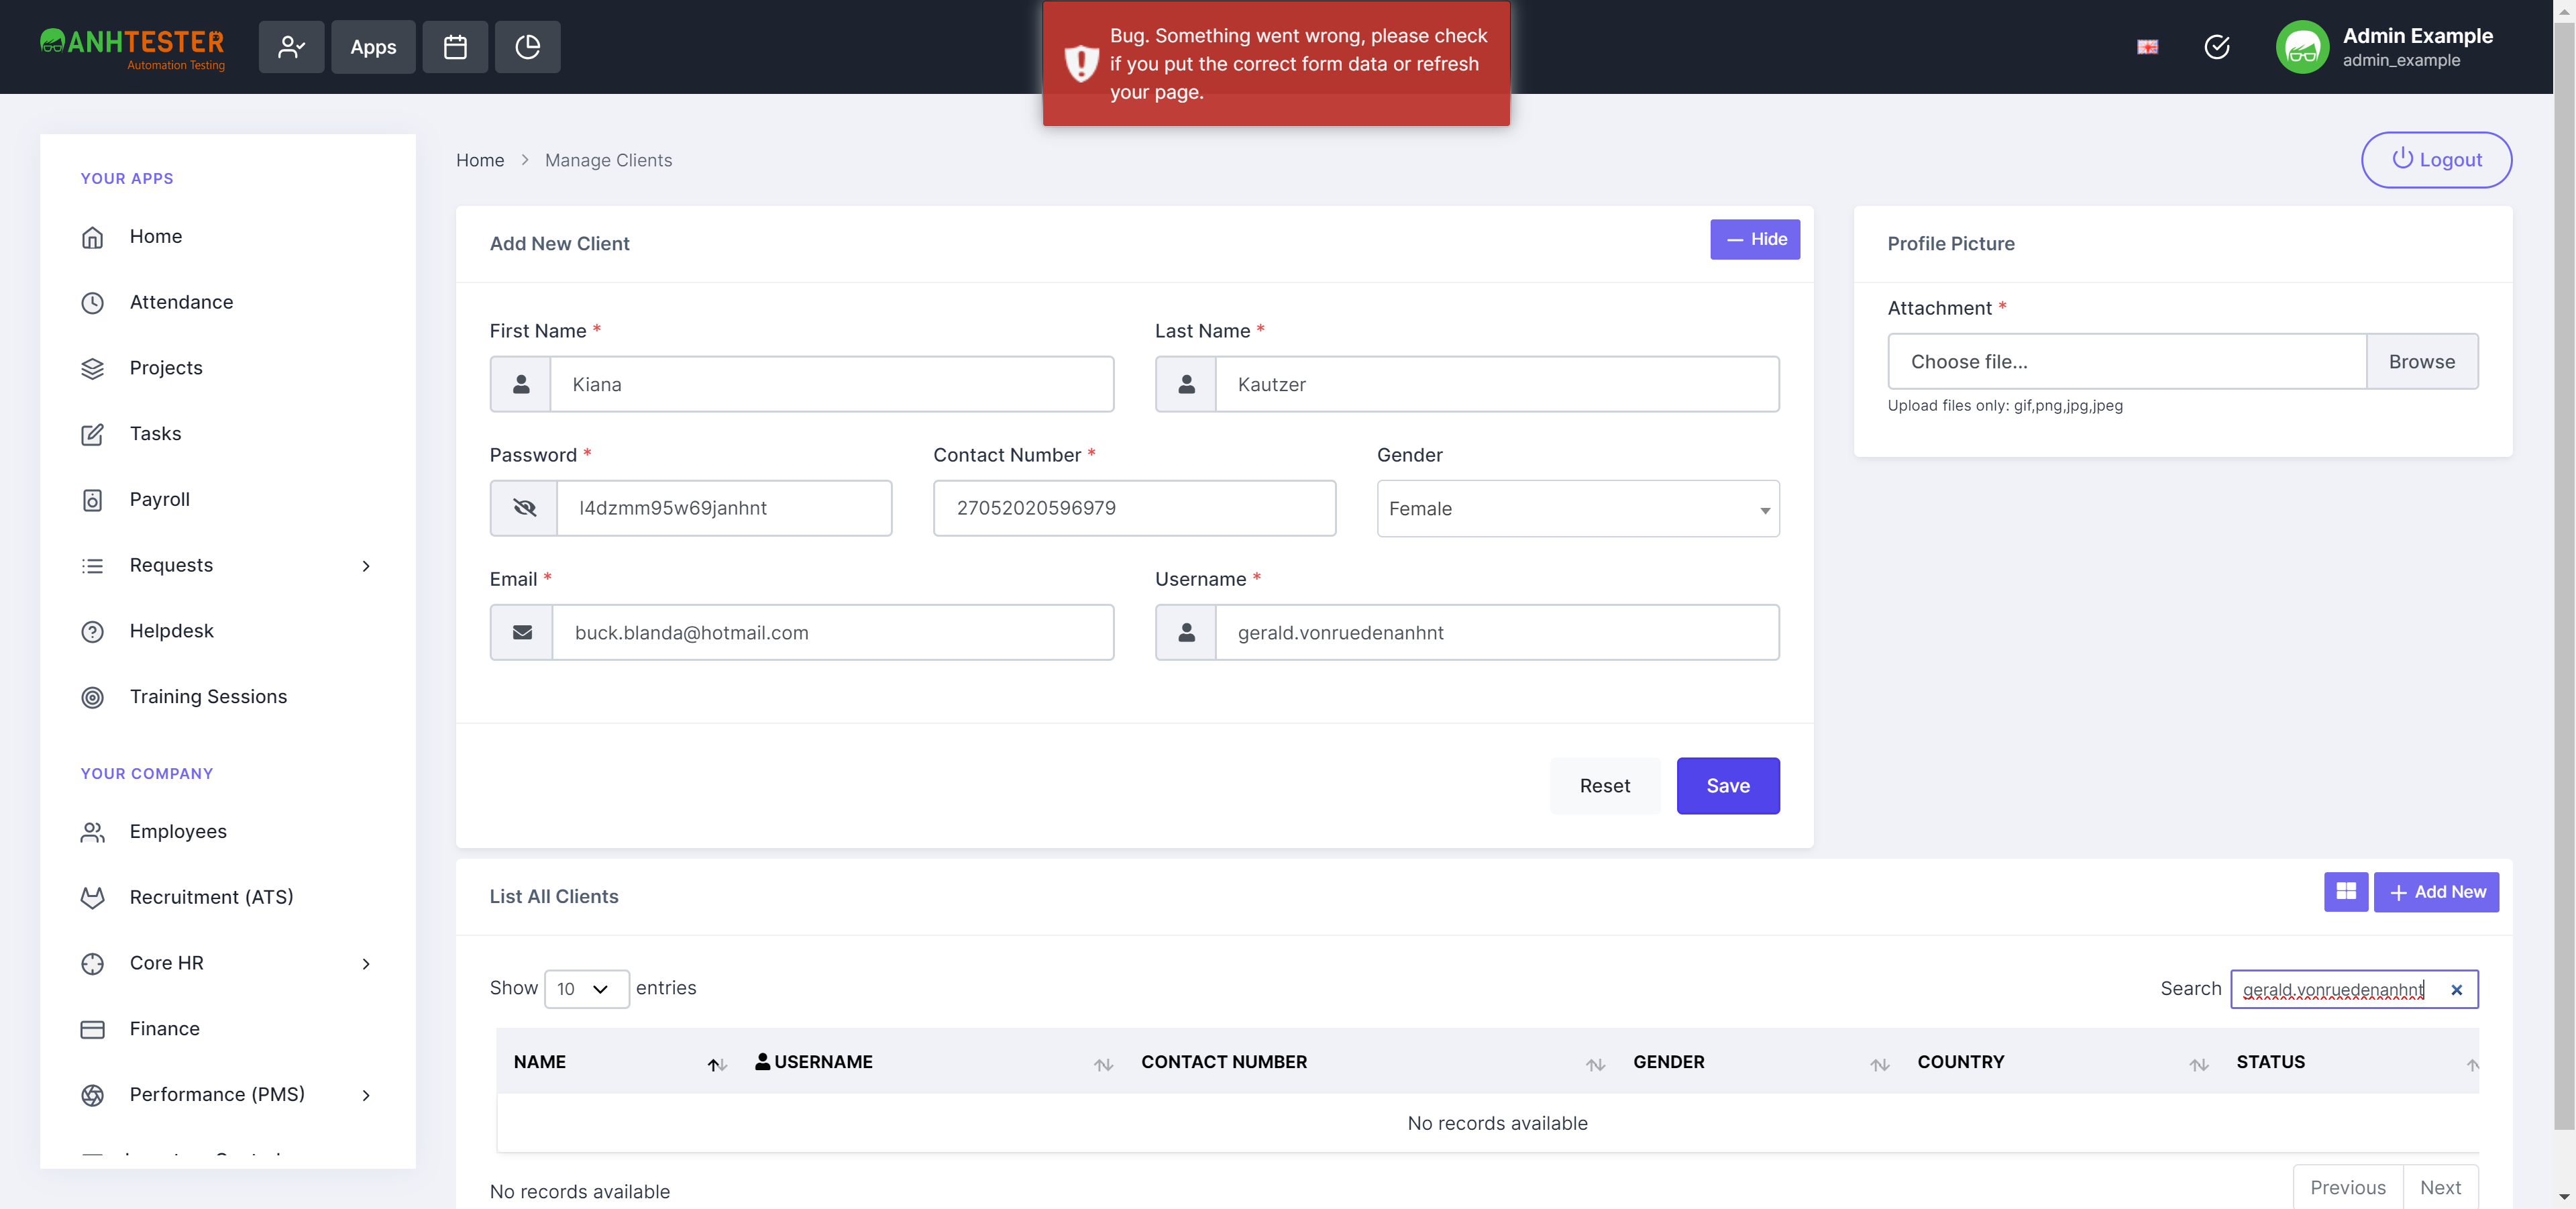 ANHTESTER
Automation Testing
Apps
Bug. Something went wrong, please check
if you put the correct form data or refresh
your page.
Admin Example
admin_example
YOUR APPS
Home
Attendance
Projects
Tasks
Payroll
Requests
Helpdesk
Training Sessions
YOUR COMPANY
Employees
Recruitment (ATS)
Core HR
Finance
Performance (PMS)
Home > Manage Clients
Logout
Add New Client
Hide
First Name *
Kiana
Last Name *
Kautzer
Password *
l4dzmm95w69janhnt
Contact Number *
27052020596979
Gender
Female
Email *
buck.blanda@hotmail.com
Username *
gerald.vonruedenanhnt
Reset
Save
Profile Picture
Attachment *
Choose file...
Browse
Upload files only: gif,png,jpg,jpeg
List All Clients
Add New
Show 10 entries
Search gerald.vonruedenanhnt
NAME USERNAME CONTACT NUMBER GENDER COUNTRY STATUS
No records available
No records available
Previous Next